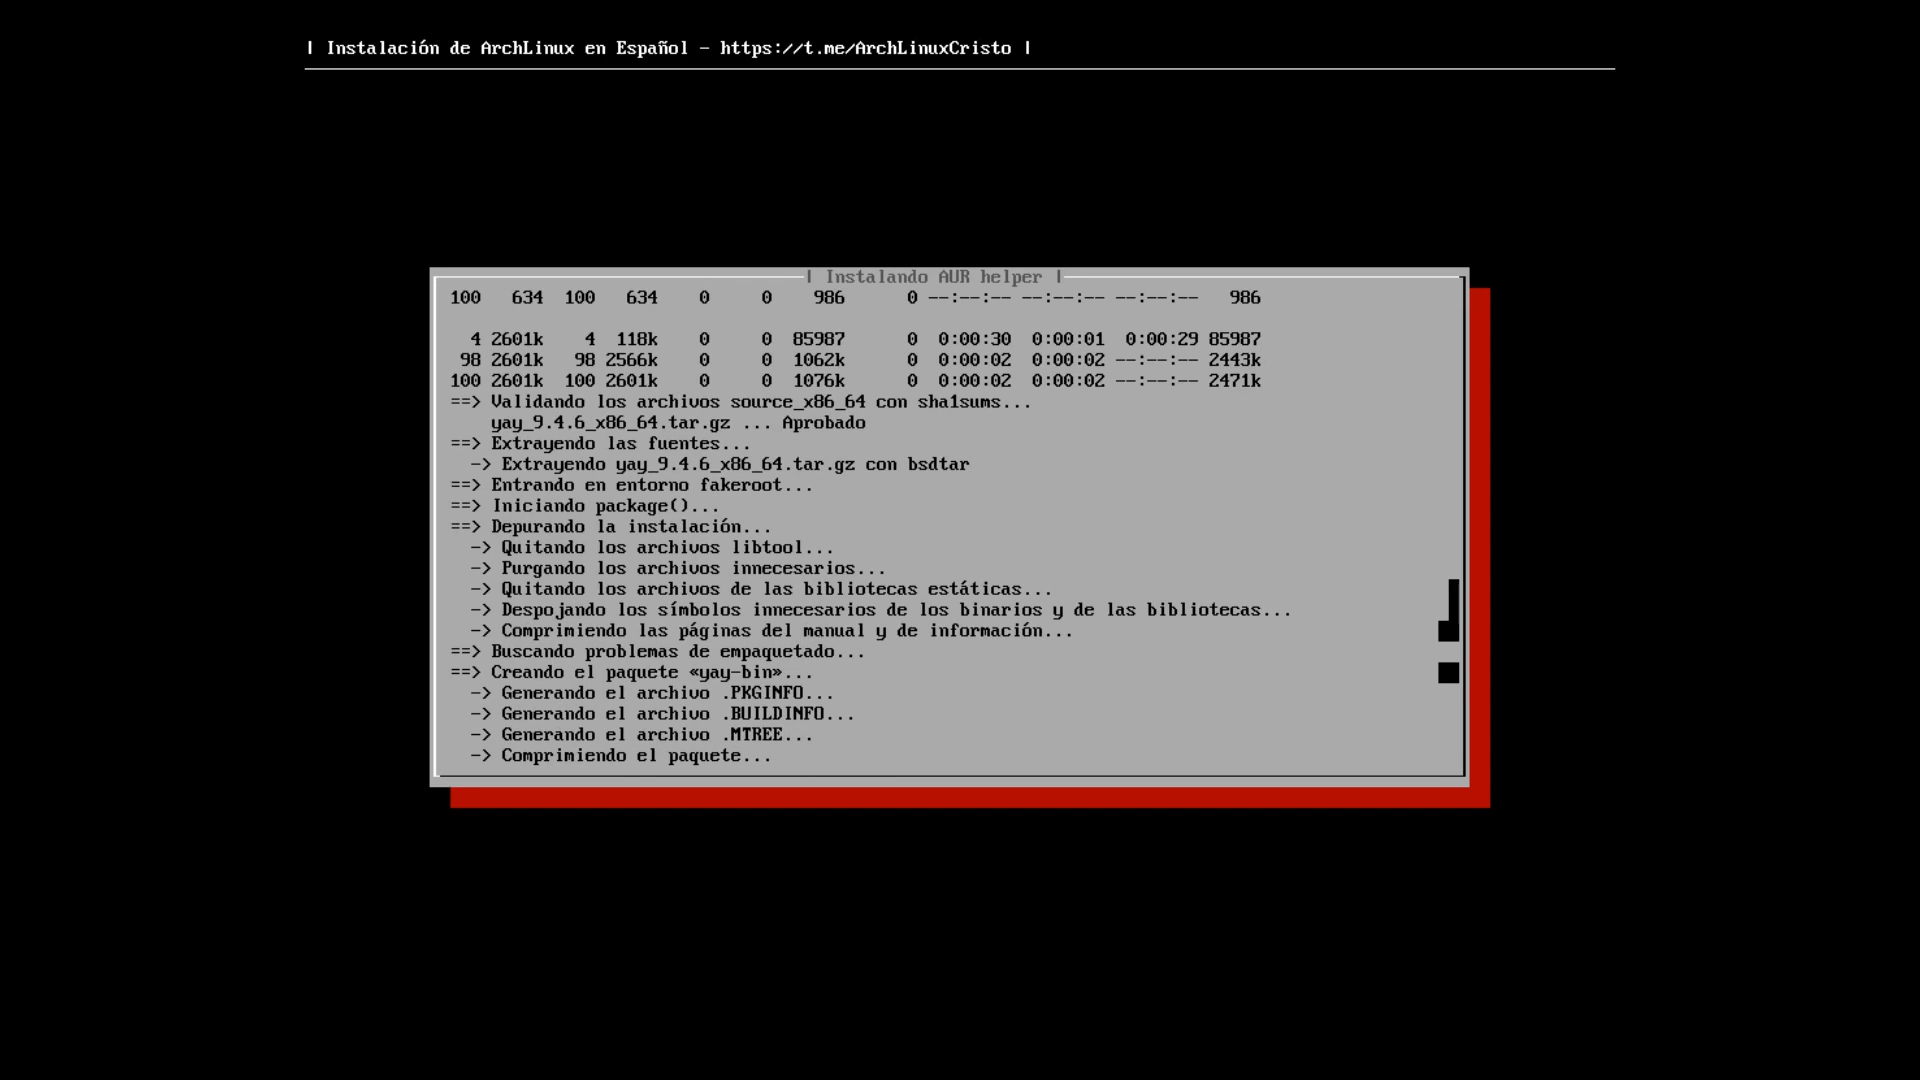 | Instalación de ArchLinux en Español - https://t.me/ArchLinuxCristo |
| Instalando AUR helper |
100   634  100   634    0     0    986      0 --:--:-- --:--:-- --:--:--   986
  4 2601k    4  118k    0     0  85987      0  0:00:30  0:00:01  0:00:29 85987
 98 2601k   98 2566k    0     0  1062k      0  0:00:02  0:00:02 --:--:-- 2443k
100 2601k  100 2601k    0     0  1076k      0  0:00:02  0:00:02 --:--:-- 2471k
==> Validando los archivos source_x86_64 con sha1sums...
    yay_9.4.6_x86_64.tar.gz ... Aprobado
==> Extrayendo las fuentes...
  -> Extrayendo yay_9.4.6_x86_64.tar.gz con bsdtar
==> Entrando en entorno fakeroot...
==> Iniciando package()...
==> Depurando la instalación...
  -> Quitando los archivos libtool...
  -> Purgando los archivos innecesarios...
  -> Quitando los archivos de las bibliotecas estáticas...
  -> Despojando los símbolos innecesarios de los binarios y de las bibliotecas...
  -> Comprimiendo las páginas del manual y de información...
==> Buscando problemas de empaquetado...
==> Creando el paquete «yay-bin»...
  -> Generando el archivo .PKGINFO...
  -> Generando el archivo .BUILDINFO...
  -> Generando el archivo .MTREE...
  -> Comprimiendo el paquete...